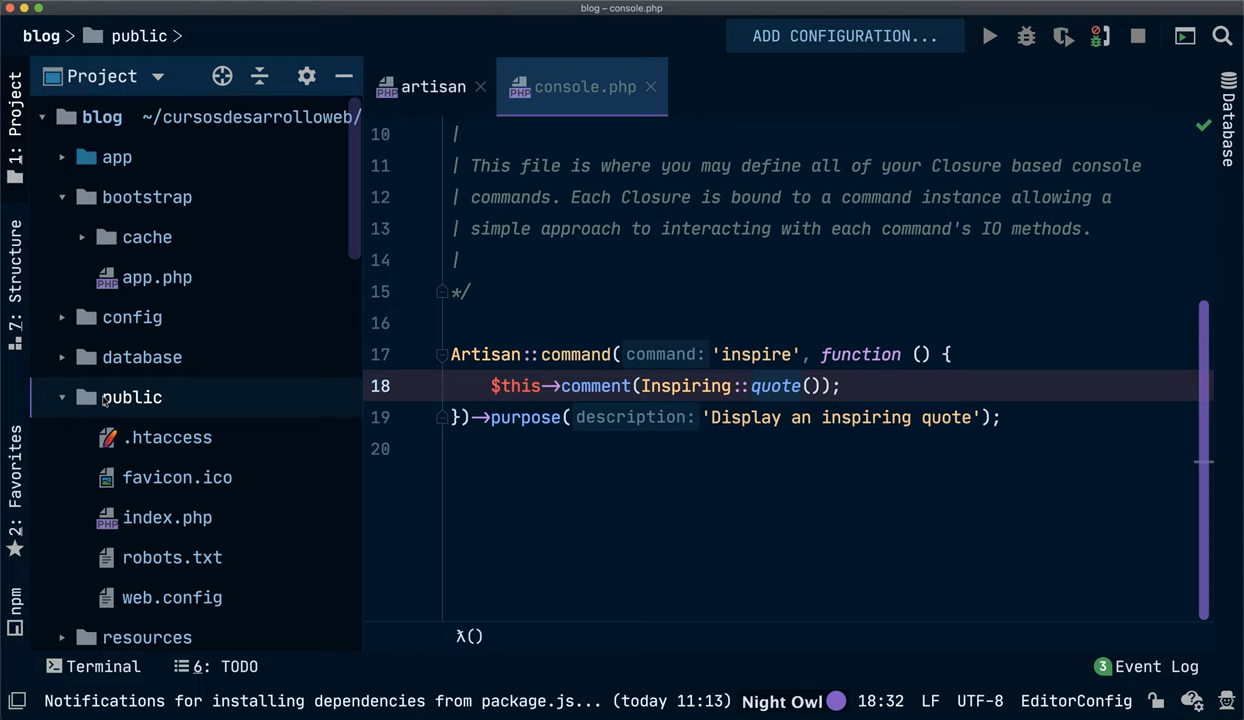 blog – console.php
blog > public >
ADD CONFIGURATION...
1: Project
7: Structure
2: Favorites
npm
Project
blog ~/cursosdesarrolloweb/
app
bootstrap
cache
app.php
config
database
public
.htaccess
favicon.ico
index.php
robots.txt
web.config
resources
PHP artisan
PHP console.php
10 |
11 | This file is where you may define all of your Closure based console
12 | commands. Each Closure is bound to a command instance allowing a
13 | simple approach to interacting with each command's IO methods.
14 |
15 */
16
17 Artisan::command( command: 'inspire', function () {
18 $this->comment(Inspiring::quote());
19 })->purpose( description: 'Display an inspiring quote');
20
λ()
Database
Terminal
6: TODO
3 Event Log
Notifications for installing dependencies from package.js... (today 11:13) Night Owl 18:32 LF UTF-8 EditorConfig